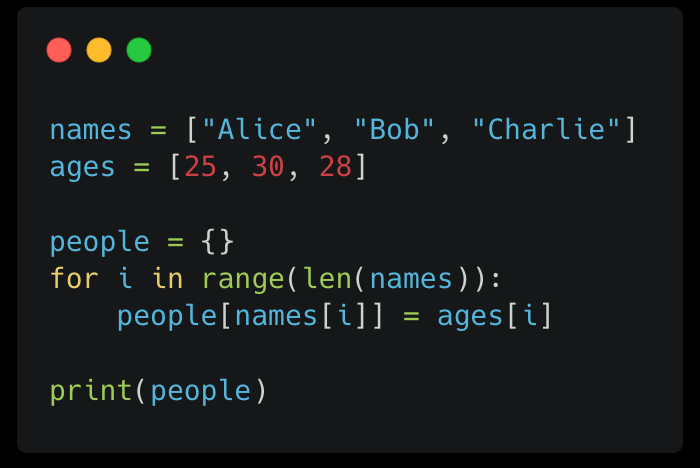 names = ["Alice", "Bob", "Charlie"]
ages = [25, 30, 28]

people = {}
for i in range(len(names)):
    people[names[i]] = ages[i]

print(people)